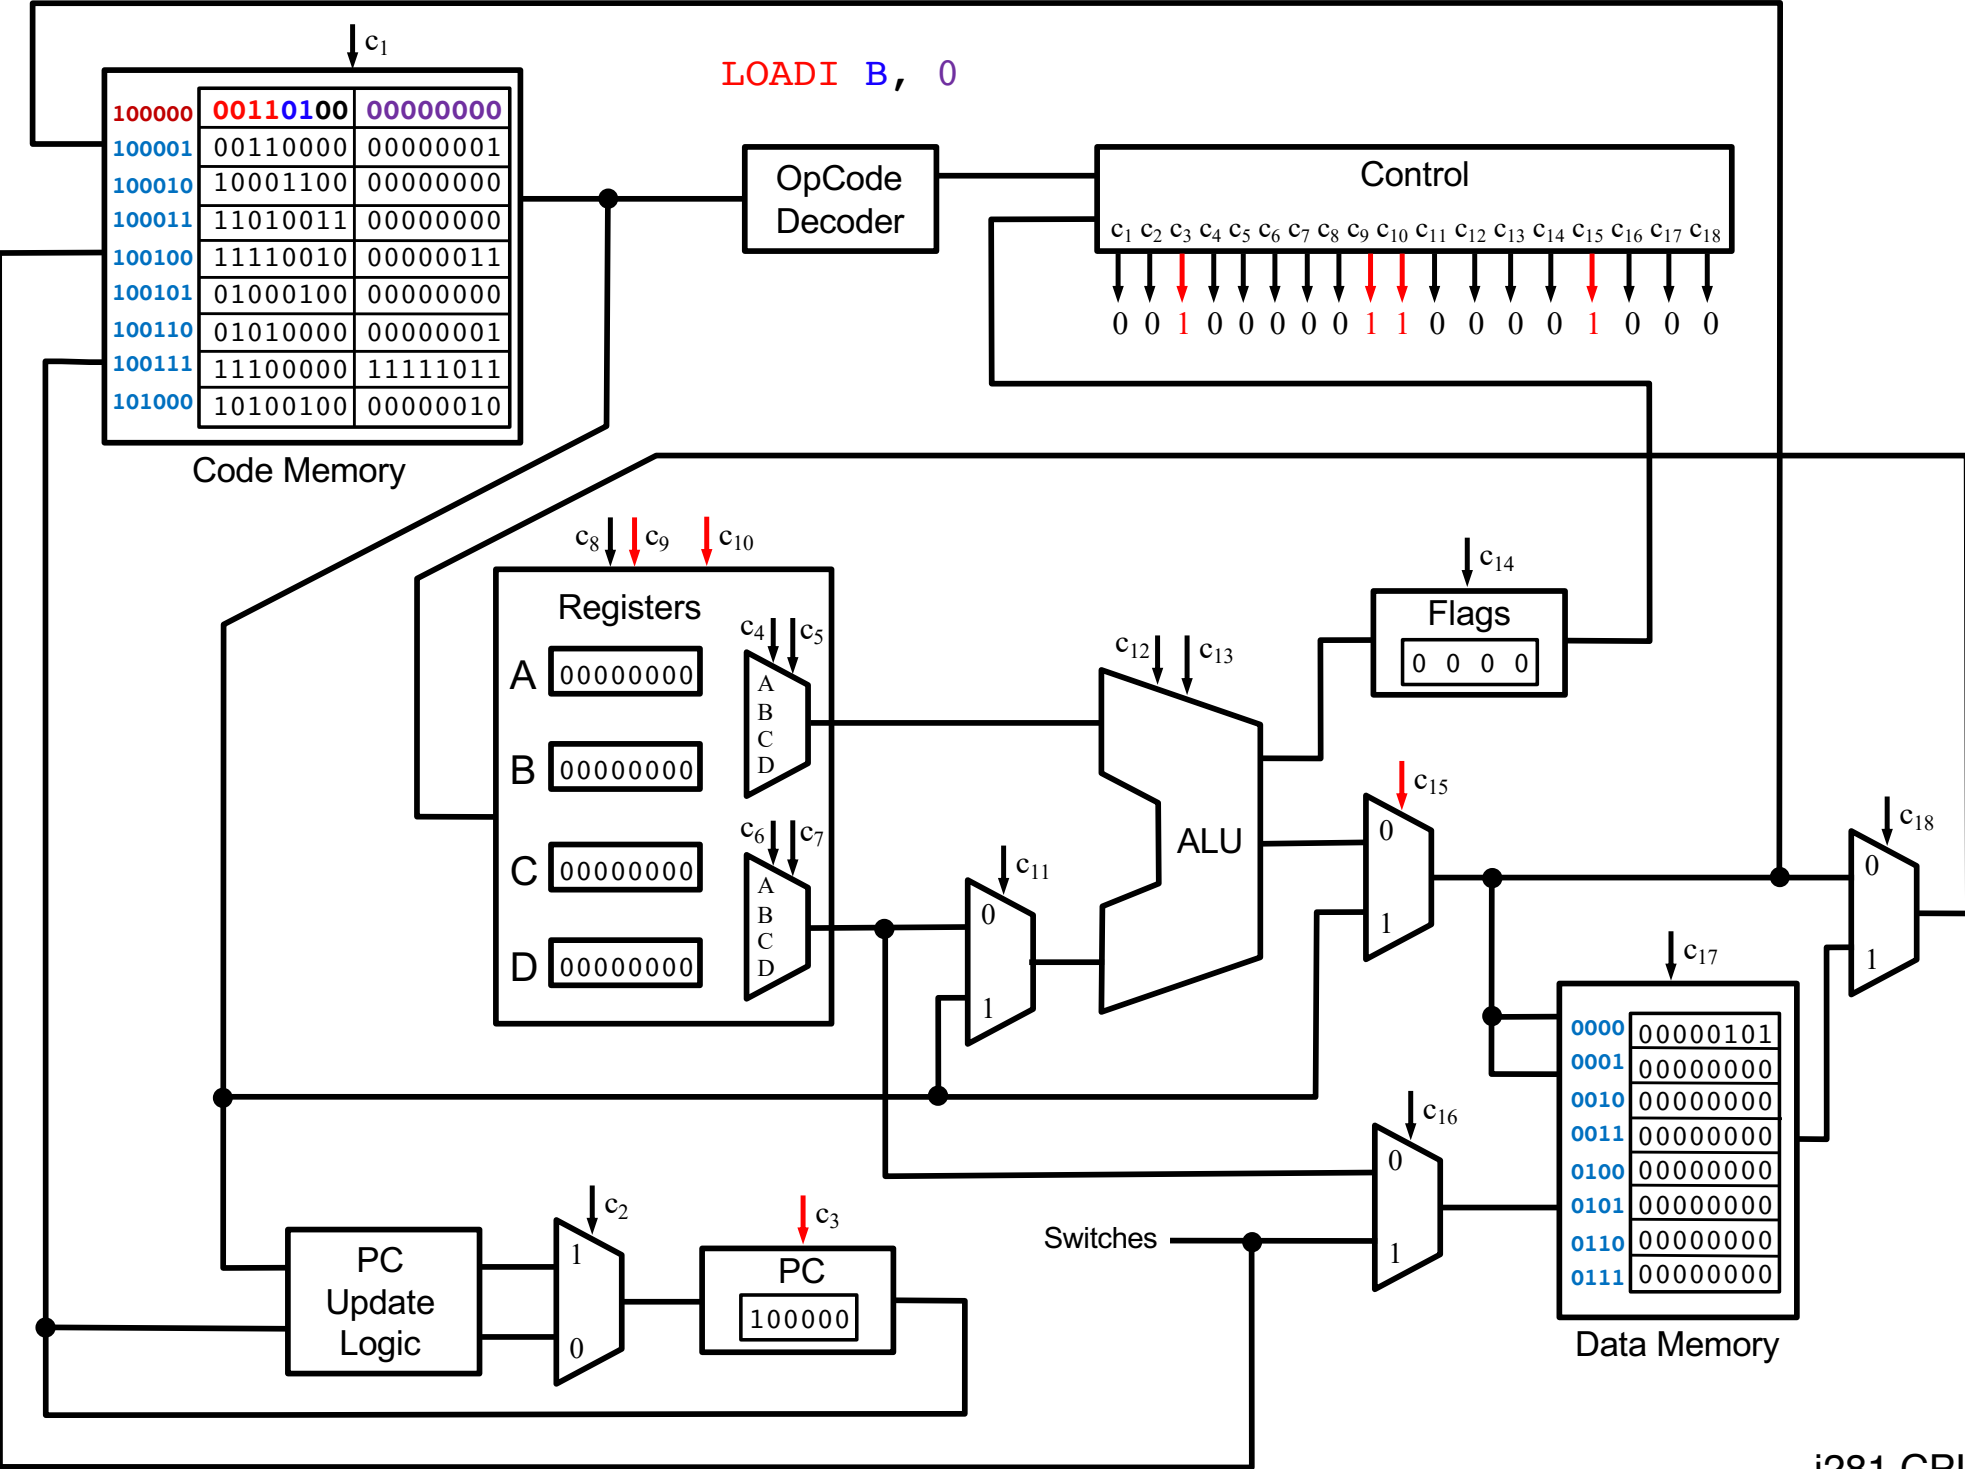 c1
LOADI B, 0
100000 00110100 00000000
100001 00110000 00000001
100010 10001100 00000000
100011 11010011 00000000
100100 11110010 00000011
100101 01000100 00000000
100110 01010000 00000001
100111 11100000 11111011
101000 10100100 00000010
Code Memory
OpCode
Decoder
Control
c1 c2 c3 c4 c5 c6 c7 c8 c9 c10 c11 c12 c13 c14 c15 c16 c17 c18
0 0 1 0 0 0 0 0 1 1 0 0 0 0 1 0 0 0
c8 c9 c10
Registers
c4 c5
A 00000000
B 00000000
A
B
C
D
c6 c7
C 00000000
D 00000000
A
B
C
D
c11
0
1
c12 c13
ALU
c14
Flags
0 0 0 0
c15
0
1
c18
0
1
c17
0000 00000101
0001 00000000
0010 00000000
0011 00000000
0100 00000000
0101 00000000
0110 00000000
0111 00000000
Data Memory
c16
0
1
Switches
PC
Update
Logic
c2
1
0
c3
PC
100000